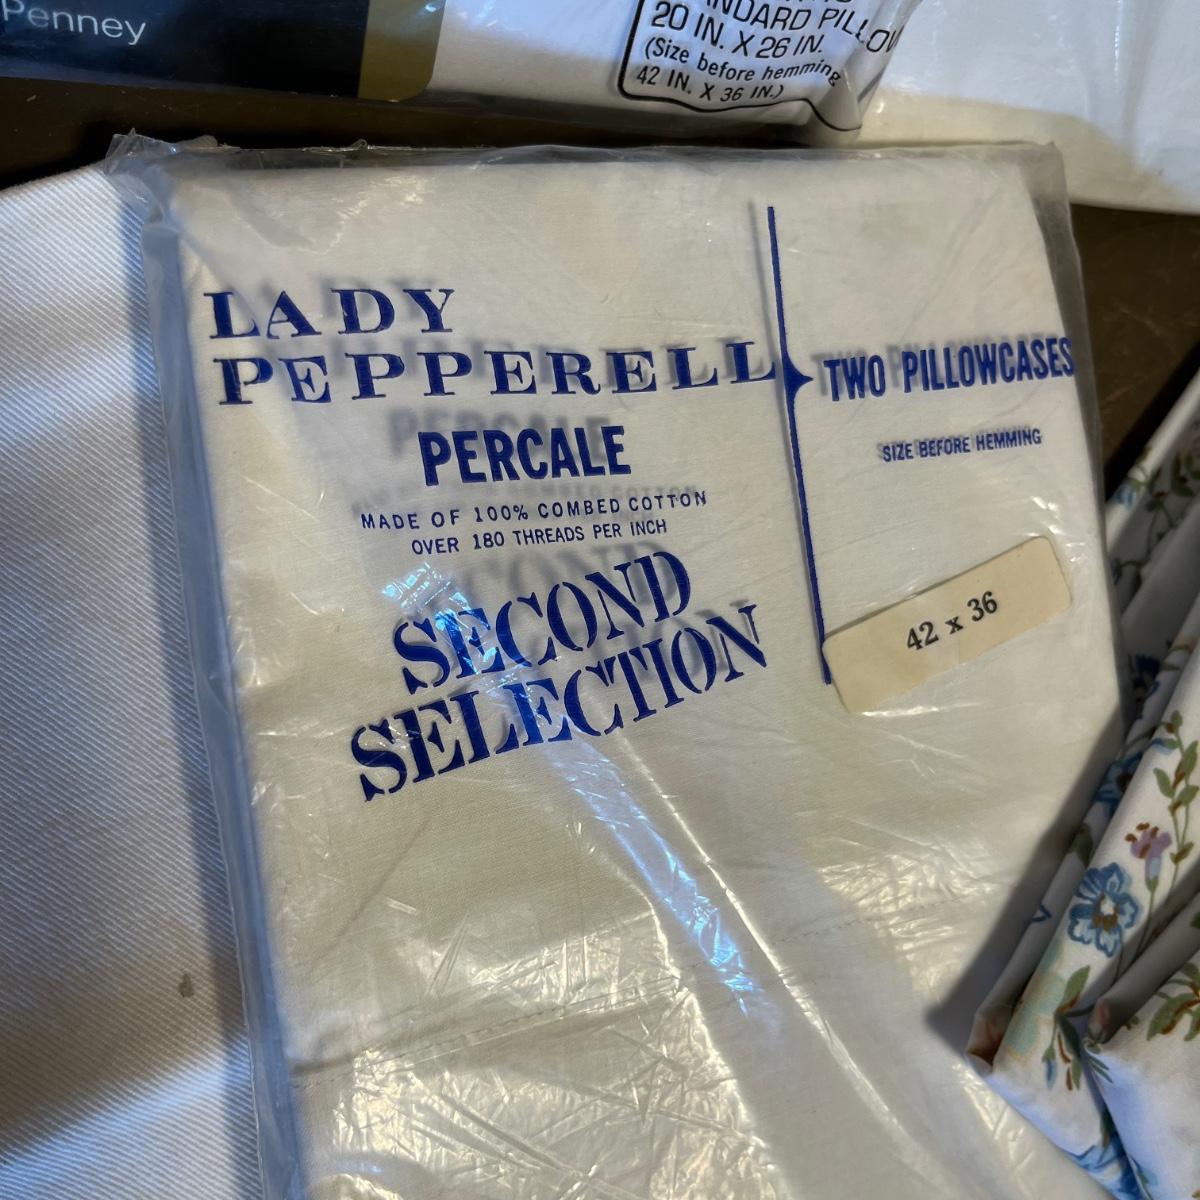 Penney
20 IN. X 26 IN.
(Size before hemming
42 IN. X 36 IN.)
LADY
PEPPERELL
PERCALE
MADE OF 100% COMBED COTTON
OVER 180 THREADS PER INCH
SECOND
SELECTION
TWO PILLOWCASES
SIZE BEFORE HEMMING
42 x 36